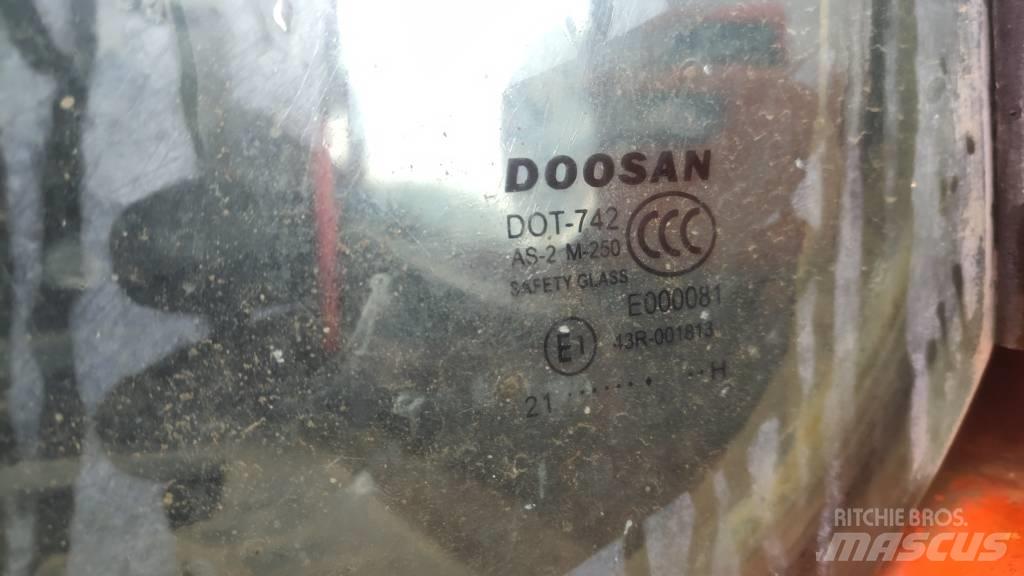 DOOSAN
DOT-742
CCC
AS-2 M-250
SAFETY GLASS
E000081
E1
43R-001813
21 ······• ···H
RITCHIE BROS.
MASCUS